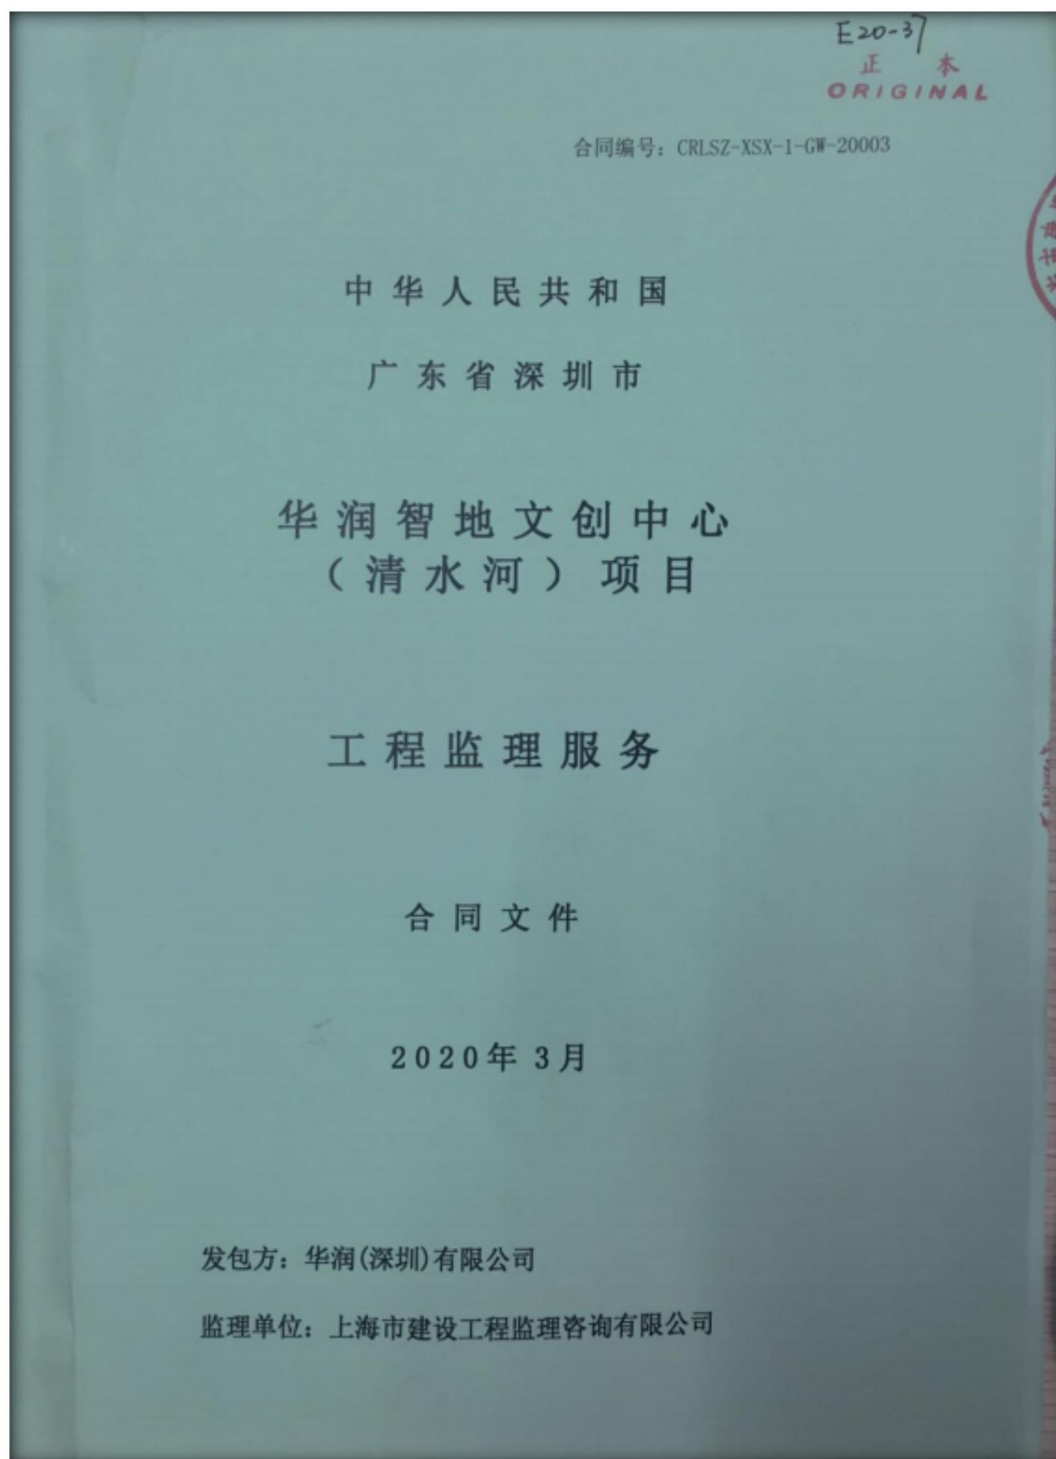 E20-37
正 本
ORIGINAL
合同编号：CRLSZ-XSX-1-GW-20003
中华人民共和国
广东省深圳市
华润智地文创中心
（清水河）项目
工程监理服务
合同文件
2020年3月
发包方：华润(深圳)有限公司
监理单位：上海市建设工程监理咨询有限公司